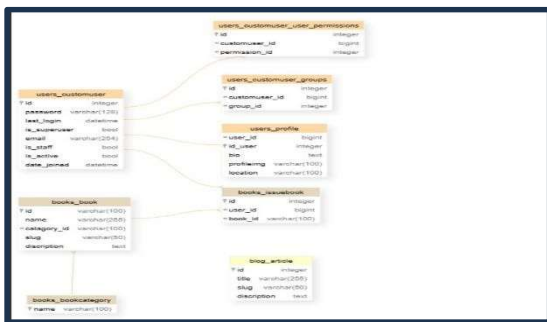 users_customuser_user_permissions
id integer
customuser_id bigint
permission_id integer
users_customuser_groups
id integer
customuser_id bigint
group_id integer
users_customuser
id integer
password varchar(128)
last_login datetime
is_superuser bool
email varchar(254)
is_staff bool
is_active bool
date_joined datetime
users_profile
user_id bigint
id_user integer
bio text
profileimg varchar(100)
location varchar(100)
books_issuebook
id integer
user_id bigint
book_id varchar(100)
books_book
id varchar(100)
name varchar(255)
category_id varchar(100)
slug varchar(50)
discription text
blog_article
id integer
title varchar(255)
slug varchar(50)
discription text
books_bookcategory
name varchar(100)